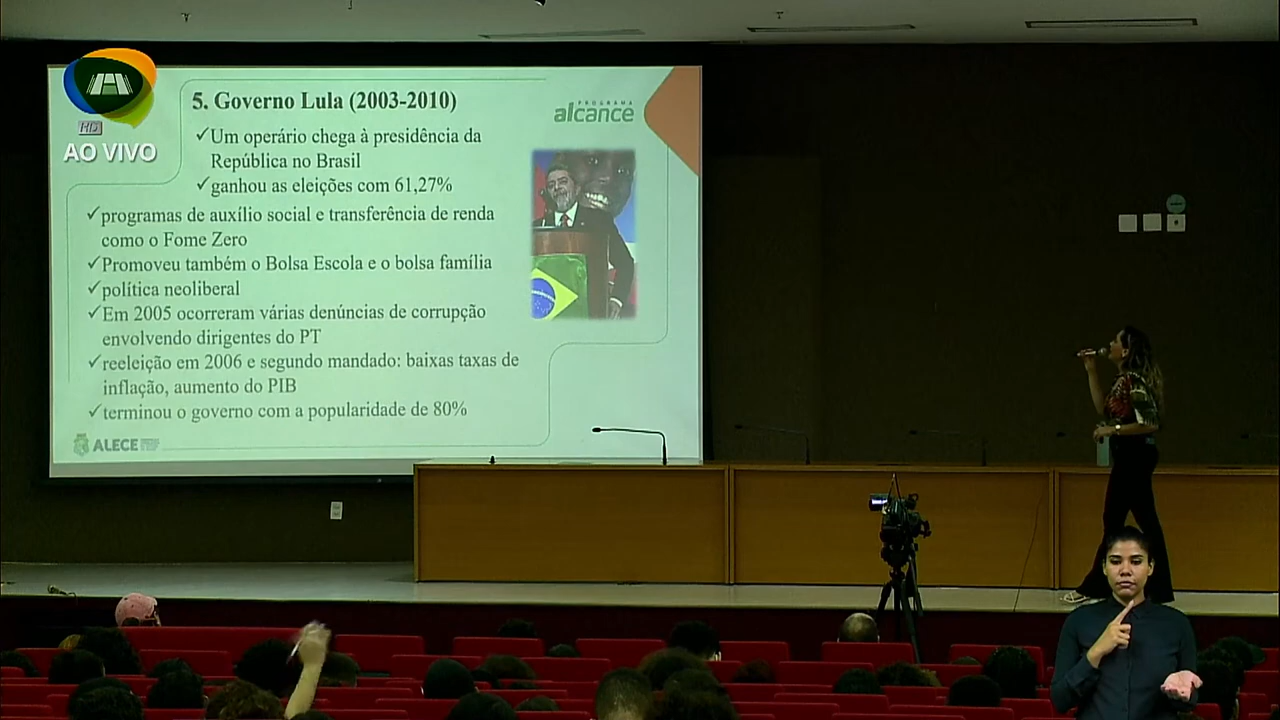 HD
AO VIVO
5. Governo Lula (2003-2010)
PROGRAMA
alcance
✓Um operário chega à presidência da
República no Brasil
✓ganhou as eleições com 61,27%
✓programas de auxílio social e transferência de renda
como o Fome Zero
✓Promoveu também o Bolsa Escola e o bolsa família
✓política neoliberal
✓Em 2005 ocorreram várias denúncias de corrupção
envolvendo dirigentes do PT
✓reeleição em 2006 e segundo mandado: baixas taxas de
inflação, aumento do PIB
✓terminou o governo com a popularidade de 80%
ALECE